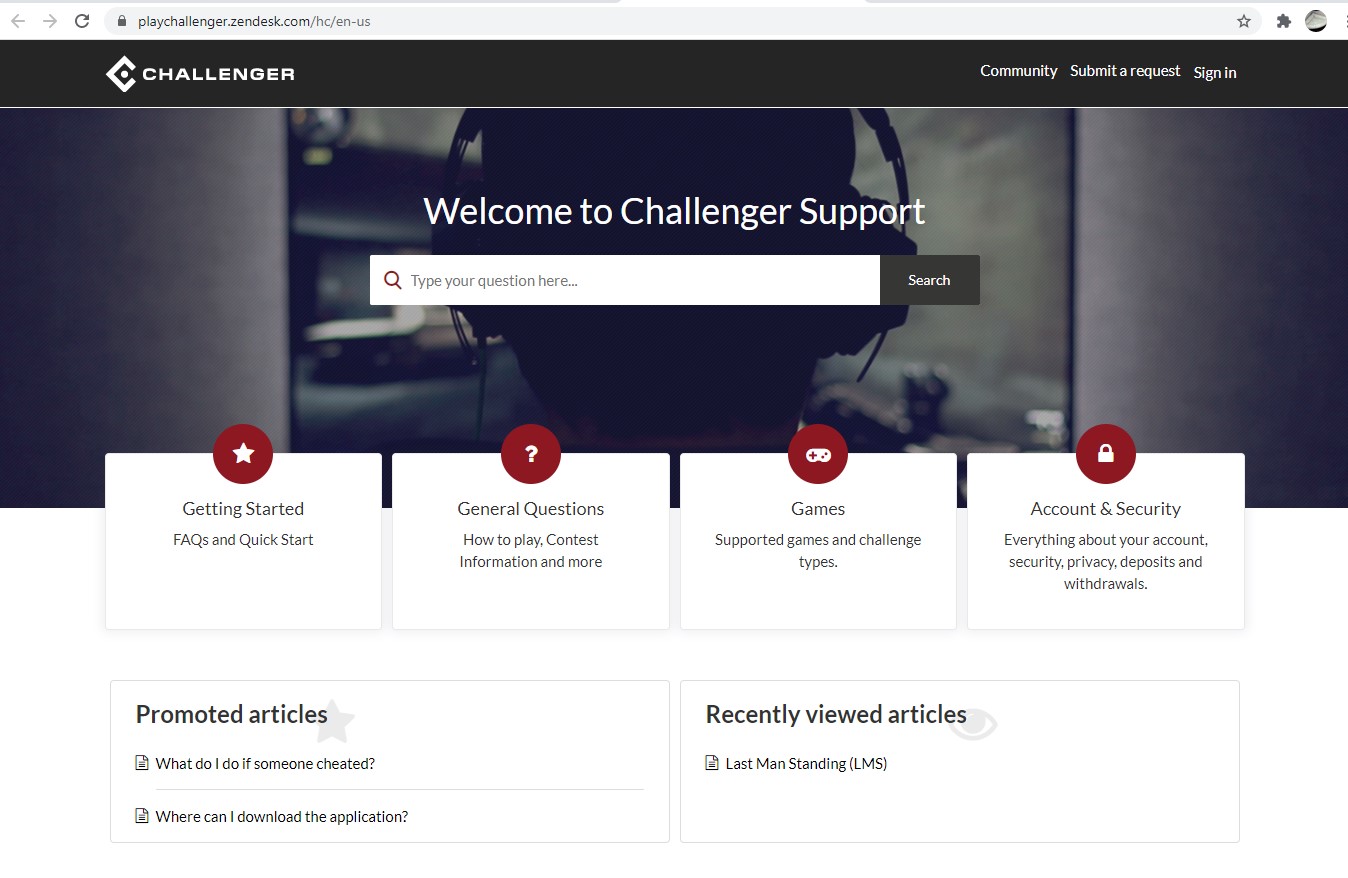 playchallenger.zendesk.com/hc/en-us
CHALLENGER
Community Submit a request Sign in
Welcome to Challenger Support
Type your question here...
Search
Getting Started
FAQs and Quick Start
General Questions
How to play, Contest
Information and more
Games
Supported games and challenge
types.
Account & Security
Everything about your account,
security, privacy, deposits and
withdrawals.
Promoted articles
What do I do if someone cheated?
Where can I download the application?
Recently viewed articles
Last Man Standing (LMS)